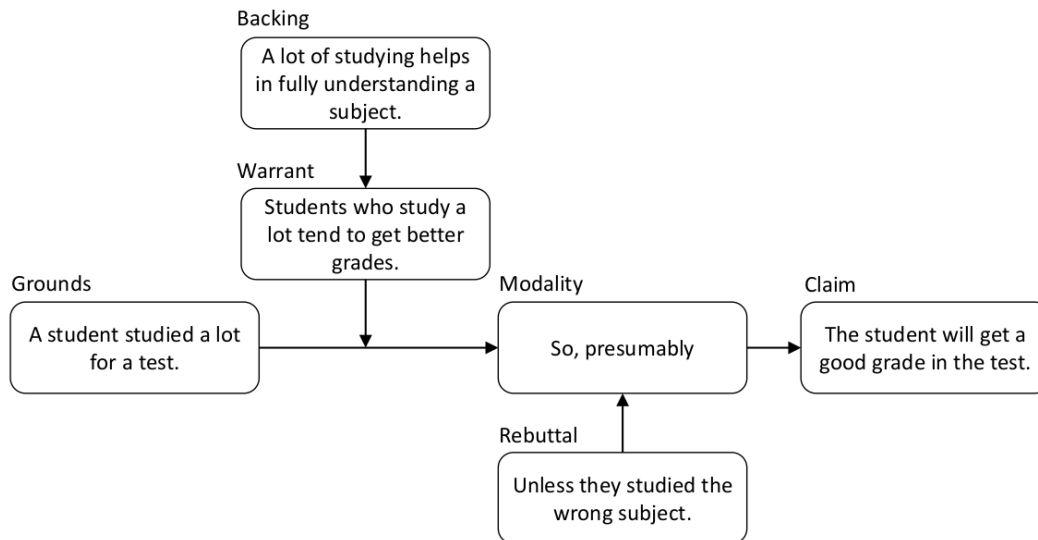 Backing
A lot of studying helps
in fully understanding a
subject.
Warrant
Students who study a
lot tend to get better
grades.
Grounds
A student studied a lot
for a test.
Modality
So, presumably
Claim
The student will get a
good grade in the test.
Rebuttal
Unless they studied the
wrong subject.